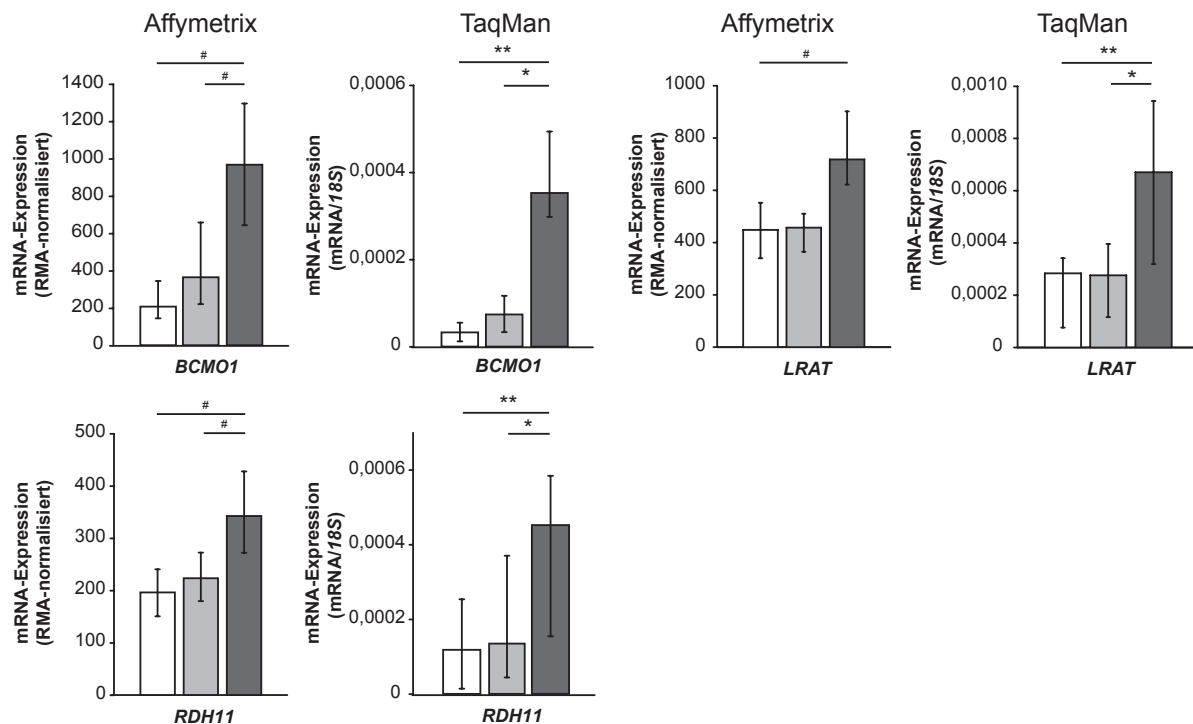 Affymetrix
#
#
mRNA-Expression
(RMA-normalisiert)
1400
1200
1000
800
600
400
200
0
BCMO1
TaqMan
**
*
mRNA-Expression
(mRNA/18S)
0,0006
0,0004
0,0002
0
BCMO1
Affymetrix
#
mRNA-Expression
(RMA-normalisiert)
1000
800
600
400
200
0
LRAT
TaqMan
**
*
mRNA-Expression
(mRNA/18S)
0,0010
0,0008
0,0006
0,0004
0,0002
0
LRAT
#
#
mRNA-Expression
(RMA-normalisiert)
500
400
300
200
100
0
RDH11
**
*
mRNA-Expression
(mRNA/18S)
0,0006
0,0004
0,0002
0
RDH11